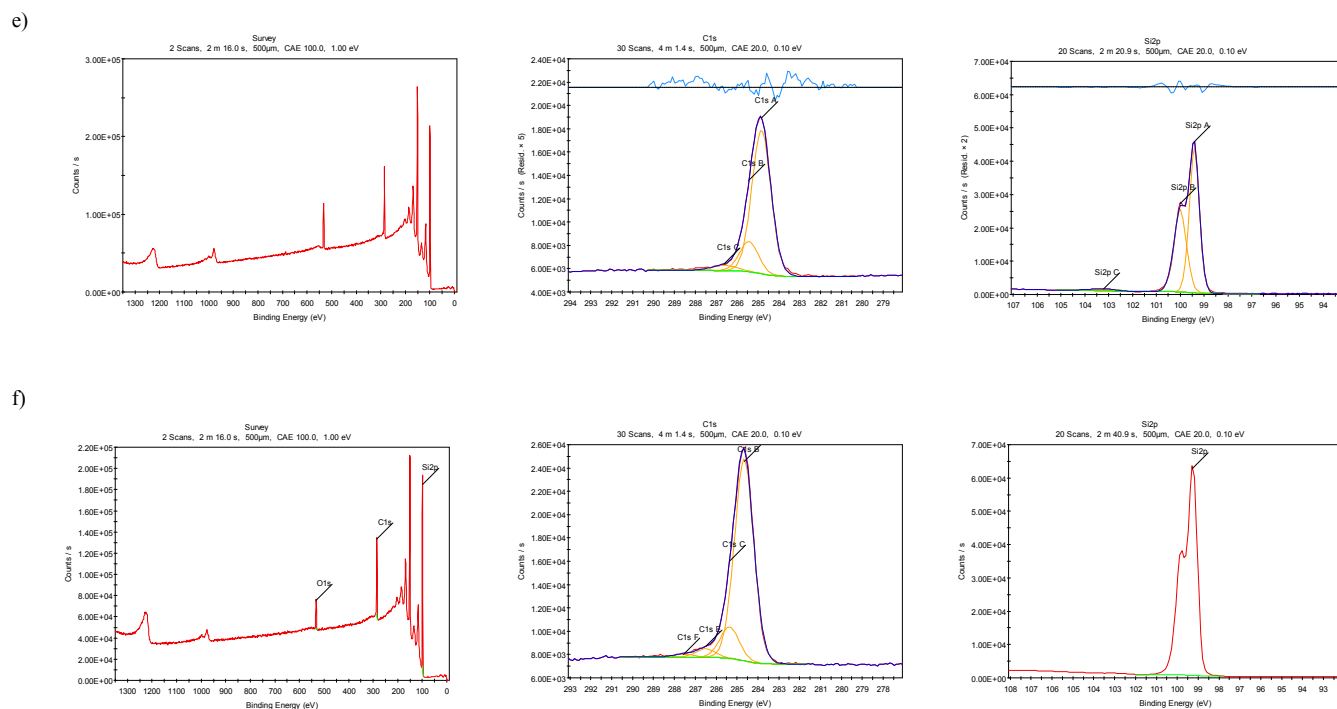 e)
Survey
2 Scans, 2 m 16.0 s, 500µm, CAE 100.0, 1.00 eV
3.00E+05
2.00E+05
1.00E+05
0.00E+00
Counts / s
1300 1200 1100 1000 900 800 700 600 500 400 300 200 100 0
Binding Energy (eV)
C1s
30 Scans, 4 m 1.4 s, 500µm, CAE 20.0, 0.10 eV
2.40E+04
2.20E+04
2.00E+04
1.80E+04
1.60E+04
1.40E+04
1.20E+04
1.00E+04
8.00E+03
6.00E+03
4.00E+03
Counts / s (Resid. × 5)
C1s A
C1s B
C1s C
294 293 292 291 290 289 288 287 286 285 284 283 282 281 280 279
Binding Energy (eV)
Si2p
20 Scans, 2 m 20.9 s, 500µm, CAE 20.0, 0.10 eV
7.00E+04
6.00E+04
5.00E+04
4.00E+04
3.00E+04
2.00E+04
1.00E+04
0.00E+00
Counts / s (Resid. × 2)
Si2p A
Si2p B
Si2p C
107 106 105 104 103 102 101 100 99 98 97 96 95 94
Binding Energy (eV)
f)
Survey
2 Scans, 2 m 16.0 s, 500µm, CAE 100.0, 1.00 eV
2.20E+05
2.00E+05
1.80E+05
1.60E+05
1.40E+05
1.20E+05
1.00E+05
8.00E+04
6.00E+04
4.00E+04
2.00E+04
0.00E+00
Counts / s
Si2p
C1s
O1s
1300 1200 1100 1000 900 800 700 600 500 400 300 200 100 0
Binding Energy (eV)
C1s
30 Scans, 4 m 1.4 s, 500µm, CAE 20.0, 0.10 eV
2.60E+04
2.40E+04
2.20E+04
2.00E+04
1.80E+04
1.60E+04
1.40E+04
1.20E+04
1.00E+04
8.00E+03
6.00E+03
Counts / s
C1s B
C1s C
C1s E
C1s F
293 292 291 290 289 288 287 286 285 284 283 282 281 280 279 278
Binding Energy (eV)
Si2p
20 Scans, 2 m 40.9 s, 500µm, CAE 20.0, 0.10 eV
7.00E+04
6.00E+04
5.00E+04
4.00E+04
3.00E+04
2.00E+04
1.00E+04
0.00E+00
Counts / s
Si2p
108 107 106 105 104 103 102 101 100 99 98 97 96 95 94 93
Binding Energy (eV)